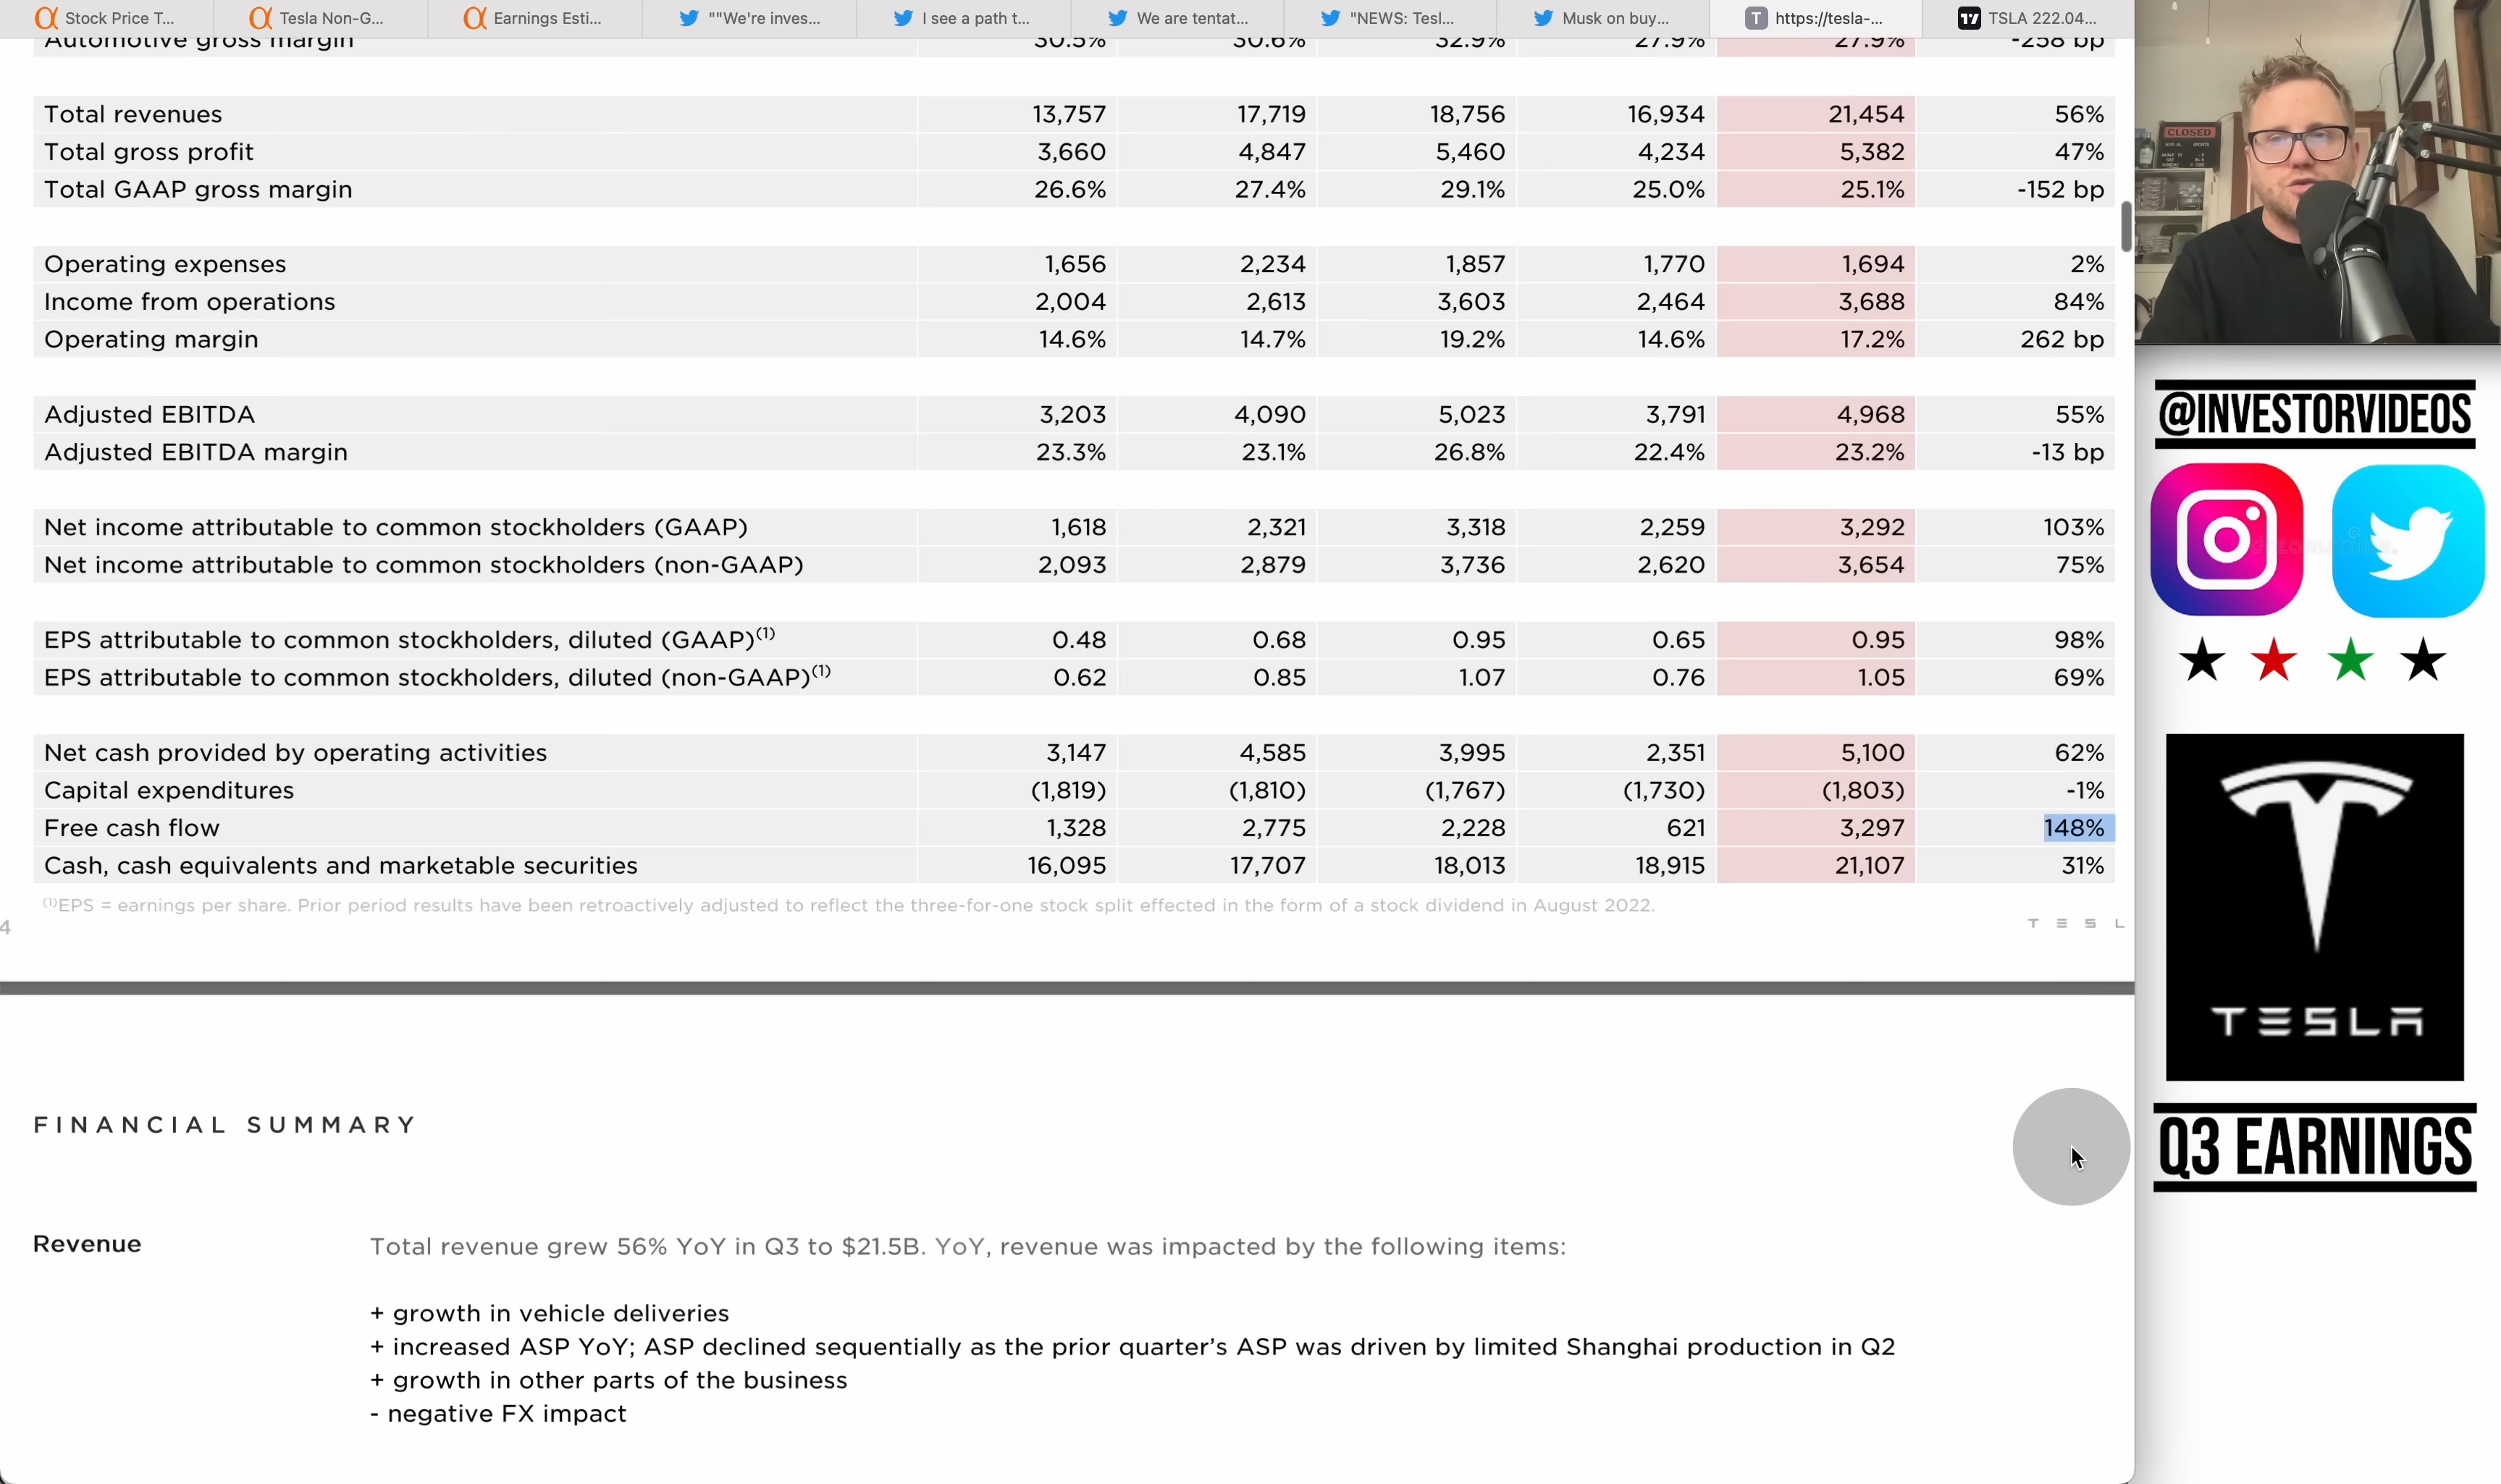 Stock Price T...
Tesla Non-G...
Earnings Esti...
""We're inves...
I see a path t...
We are tentat...
"NEWS: Tesl...
Musk on buy...
T https://tesla-...
TSLA 222.04...
Automotive gross margin 30.5% 30.6% 32.9% 27.9% 27.9% -258 bp
Total revenues 13,757 17,719 18,756 16,934 21,454 56%
Total gross profit 3,660 4,847 5,460 4,234 5,382 47%
Total GAAP gross margin 26.6% 27.4% 29.1% 25.0% 25.1% -152 bp
Operating expenses 1,656 2,234 1,857 1,770 1,694 2%
Income from operations 2,004 2,613 3,603 2,464 3,688 84%
Operating margin 14.6% 14.7% 19.2% 14.6% 17.2% 262 bp
Adjusted EBITDA 3,203 4,090 5,023 3,791 4,968 55%
Adjusted EBITDA margin 23.3% 23.1% 26.8% 22.4% 23.2% -13 bp
Net income attributable to common stockholders (GAAP) 1,618 2,321 3,318 2,259 3,292 103%
Net income attributable to common stockholders (non-GAAP) 2,093 2,879 3,736 2,620 3,654 75%
EPS attributable to common stockholders, diluted (GAAP)(1) 0.48 0.68 0.95 0.65 0.95 98%
EPS attributable to common stockholders, diluted (non-GAAP)(1) 0.62 0.85 1.07 0.76 1.05 69%
Net cash provided by operating activities 3,147 4,585 3,995 2,351 5,100 62%
Capital expenditures (1,819) (1,810) (1,767) (1,730) (1,803) -1%
Free cash flow 1,328 2,775 2,228 621 3,297 148%
Cash, cash equivalents and marketable securities 16,095 17,707 18,013 18,915 21,107 31%
(1)EPS = earnings per share. Prior period results have been retroactively adjusted to reflect the three-for-one stock split effected in the form of a stock dividend in August 2022.
4
T E S L
FINANCIAL SUMMARY
Revenue
Total revenue grew 56% YoY in Q3 to $21.5B. YoY, revenue was impacted by the following items:
+ growth in vehicle deliveries
+ increased ASP YoY; ASP declined sequentially as the prior quarter’s ASP was driven by limited Shanghai production in Q2
+ growth in other parts of the business
- negative FX impact
CLOSED
@INVESTORVIDEOS
TESLA
Q3 EARNINGS